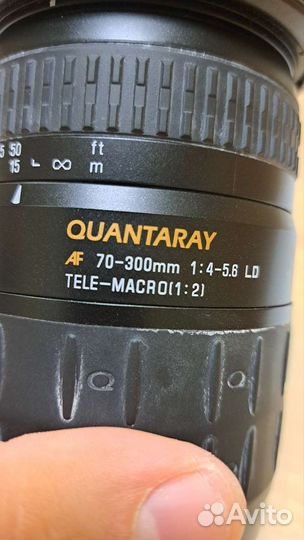 5 50 ft
15 ∞ m
QUANTARAY
AF 70-300mm 1:4-5.6 LD
TELE-MACRO(1:2)
Q Q
Avito